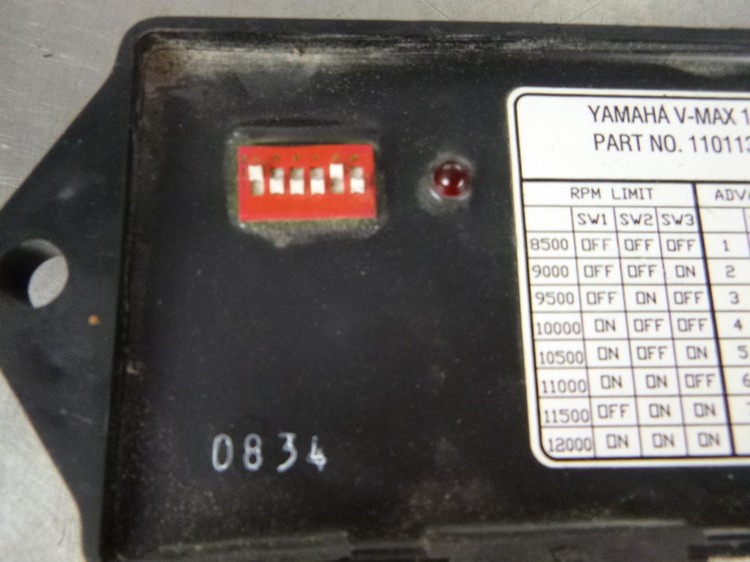 YAMAHA V-MAX 1
PART NO. 110113
RPM LIMIT ADV
SW1 SW2 SW3
8500 OFF OFF OFF 1
9000 OFF OFF ON 2
9500 OFF ON OFF 3
10000 ON OFF OFF 4
10500 ON OFF ON 5
11000 ON ON OFF 6
11500 OFF ON ON
12000 ON ON ON
0834